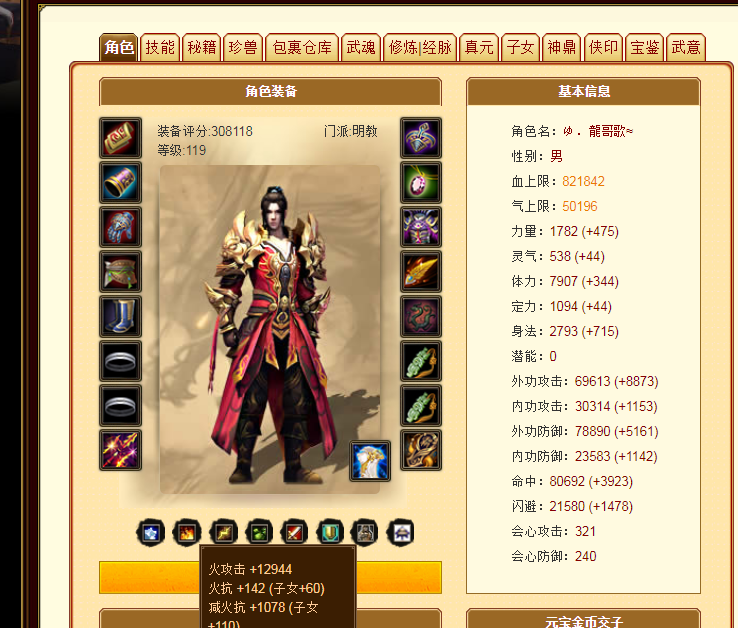 角色 技能 秘籍 珍兽 包裹仓库 武魂 修炼|经脉 真元 子女 神鼎 侠印 宝鉴 武意
角色装备
装备评分:308118 门派:明教
等级:119
火攻击 +12944
火抗 +142 (子女+60)
减火抗 +1078 (子女
+110)
基本信息
角色名：ゆ．龍哥歌≈
性别：男
血上限：821842
气上限：50196
力量：1782 (+475)
灵气：538 (+44)
体力：7907 (+344)
定力：1094 (+44)
身法：2793 (+715)
潜能：0
外功攻击：69613 (+8873)
内功攻击：30314 (+1153)
外功防御：78890 (+5161)
内功防御：23583 (+1142)
命中：80692 (+3923)
闪避：21580 (+1478)
会心攻击：321
会心防御：240
元宝金币交子